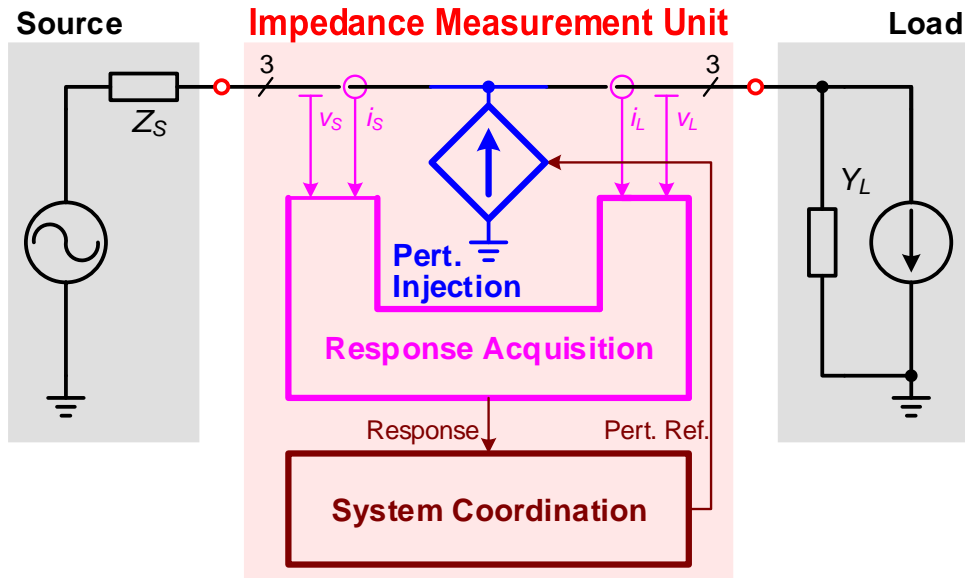 Source
Impedance Measurement Unit
Load
3
3
Z_S
v_S
i_S
i_L
v_L
Y_L
Pert.
Injection
Response Acquisition
Response
Pert. Ref.
System Coordination